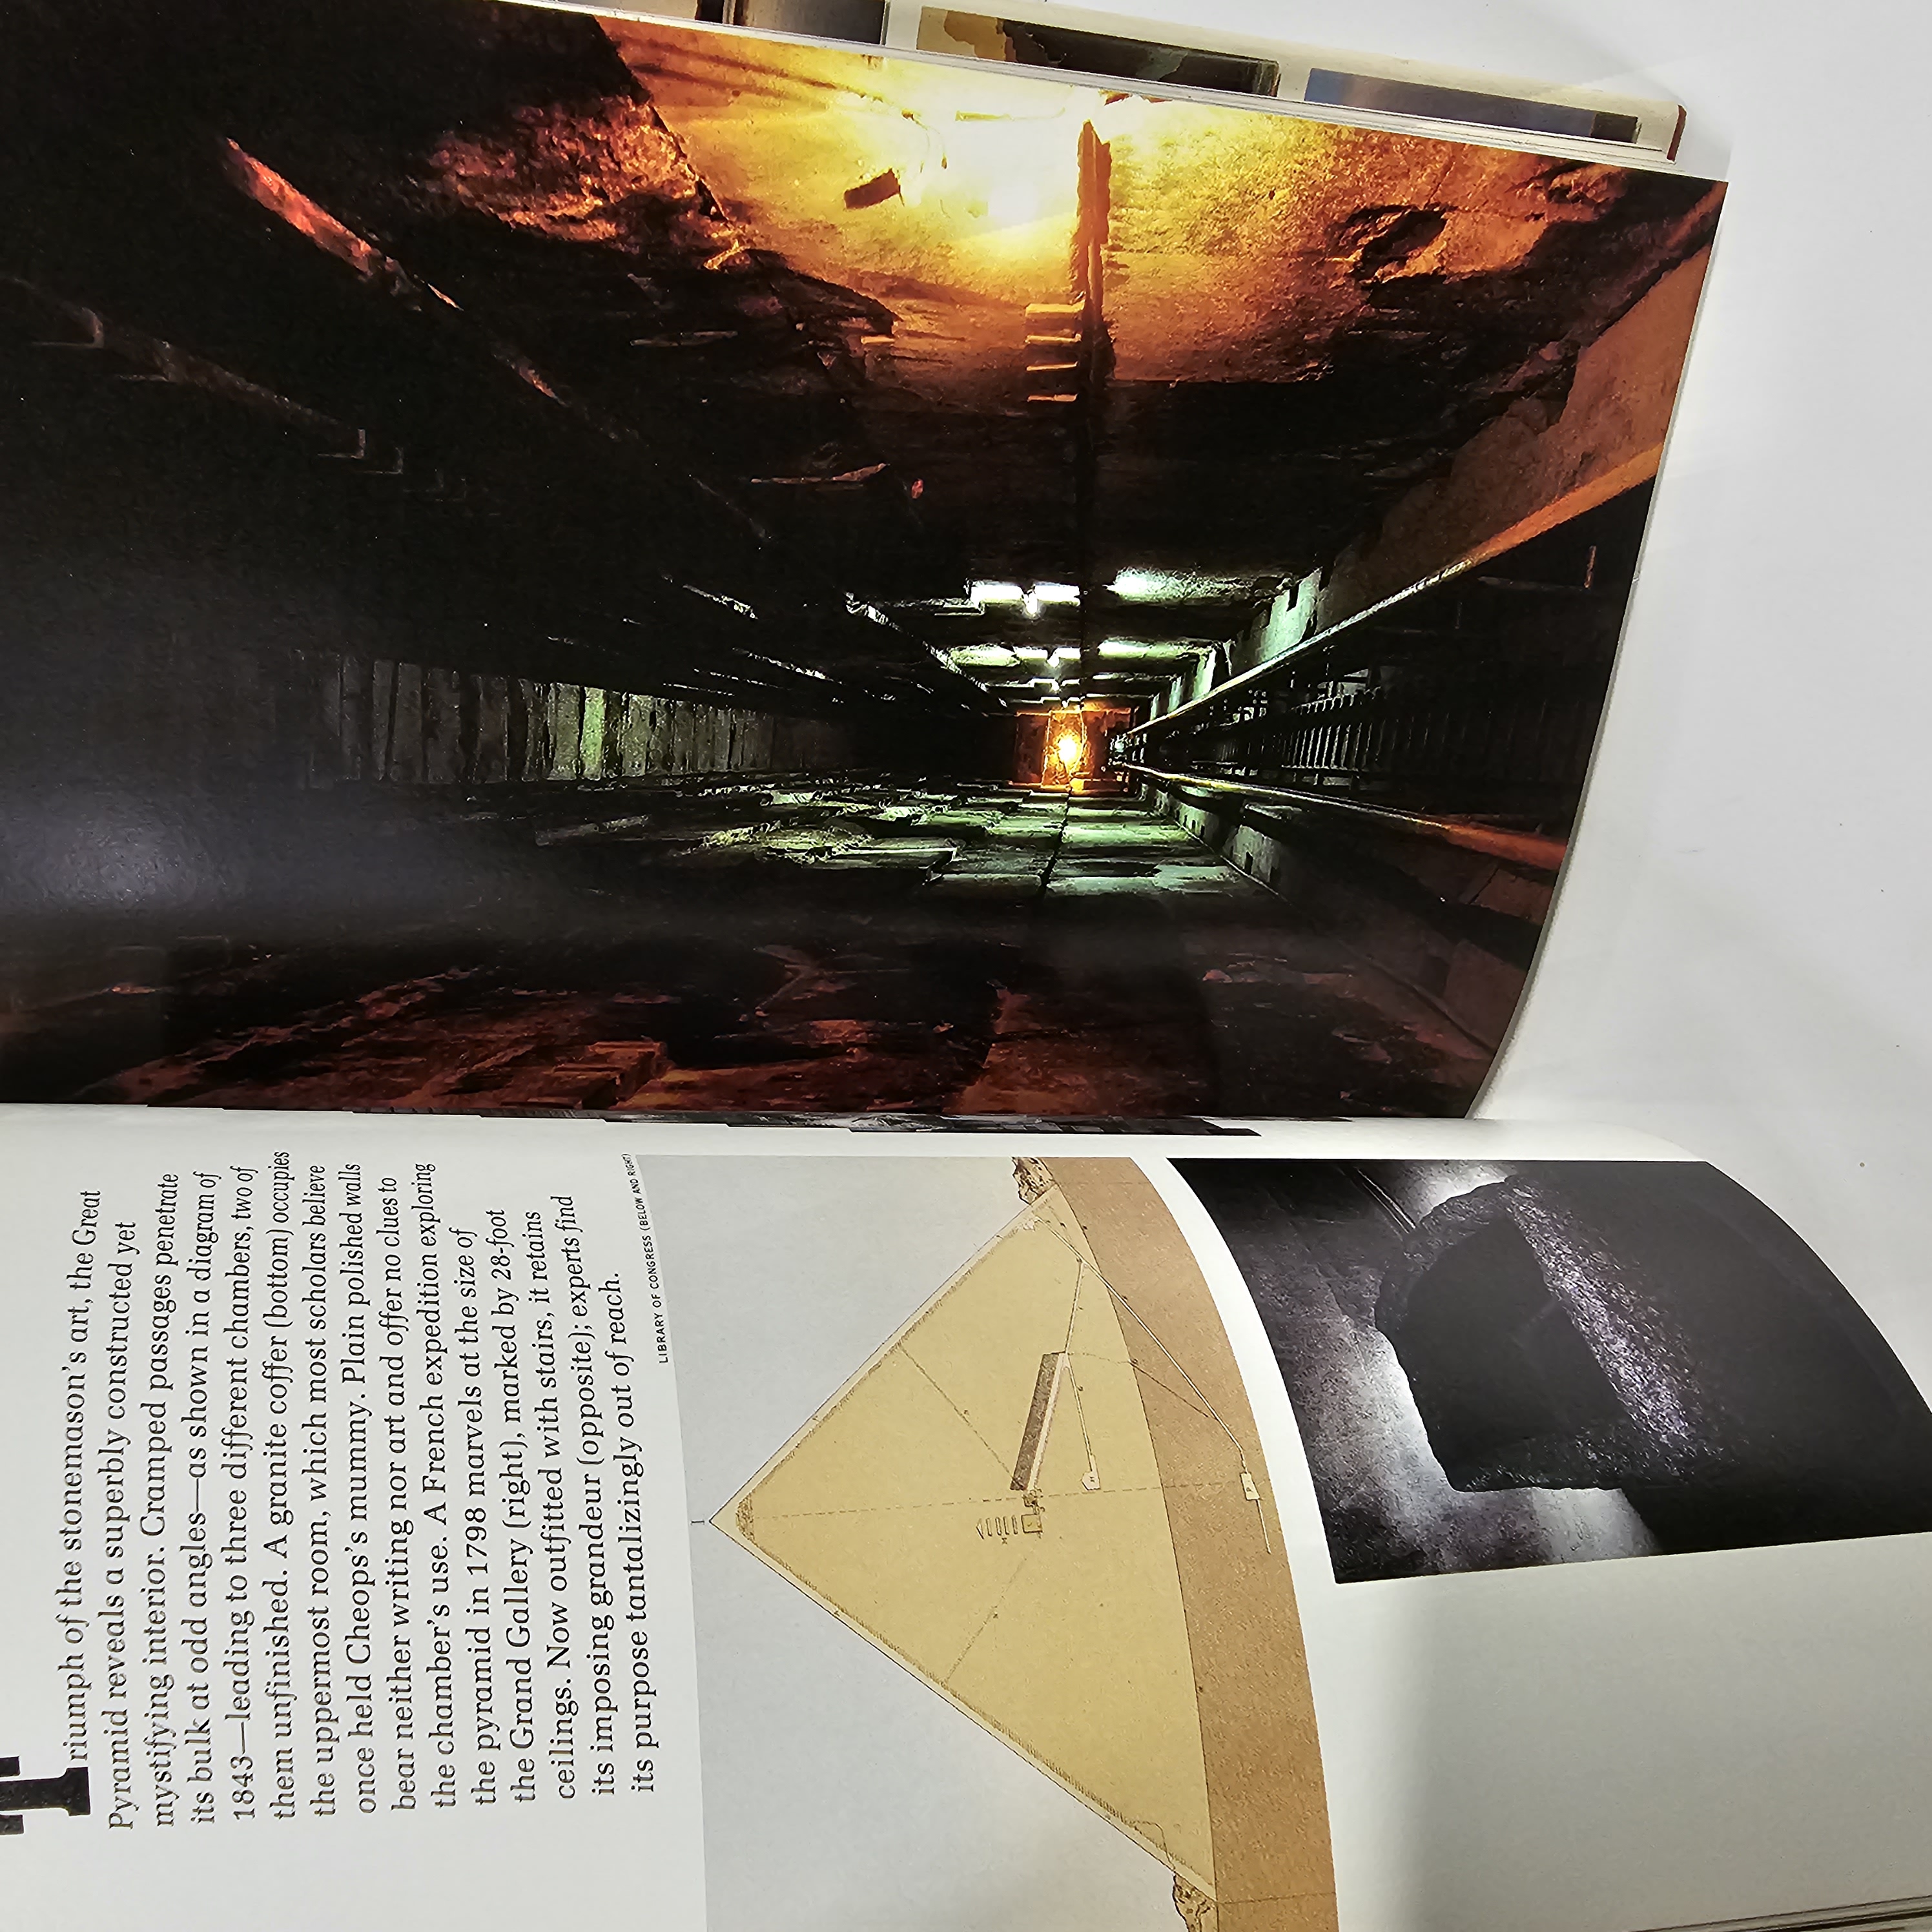 Triumph of the stonemason's art, the Great
Pyramid reveals a superbly constructed yet
mystifying interior. Cramped passages penetrate
its bulk at odd angles—as shown in a diagram of
1843—leading to three different chambers, two of
them unfinished. A granite coffer (bottom) occupies
the uppermost room, which most scholars believe
once held Cheops's mummy. Plain polished walls
bear neither writing nor art and offer no clues to
the chamber's use. A French expedition exploring
the pyramid in 1798 marvels at the size of
the Grand Gallery (right), marked by 28-foot
ceilings. Now outfitted with stairs, it retains
its imposing grandeur (opposite); experts find
its purpose tantalizingly out of reach.
LIBRARY OF CONGRESS (BELOW AND RIGHT)